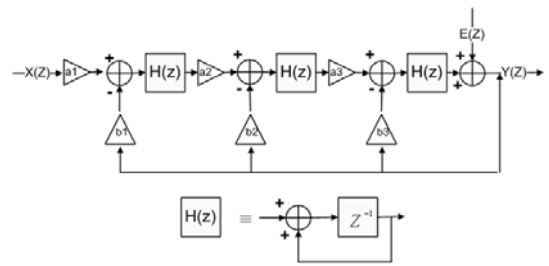 E(Z)
X(Z) a1 + - H(z) a2 + - H(z) a3 + - H(z) + + Y(Z)
b1 b2 b3
H(z) ≡ + + Z⁻¹